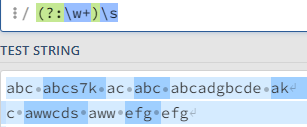 ⋮ / (?:\w+)\s
TEST STRING
abc·abcs7k·ac·abc·abcadgbcde·ak↵
c·awwcds·aww·efg·efg↵